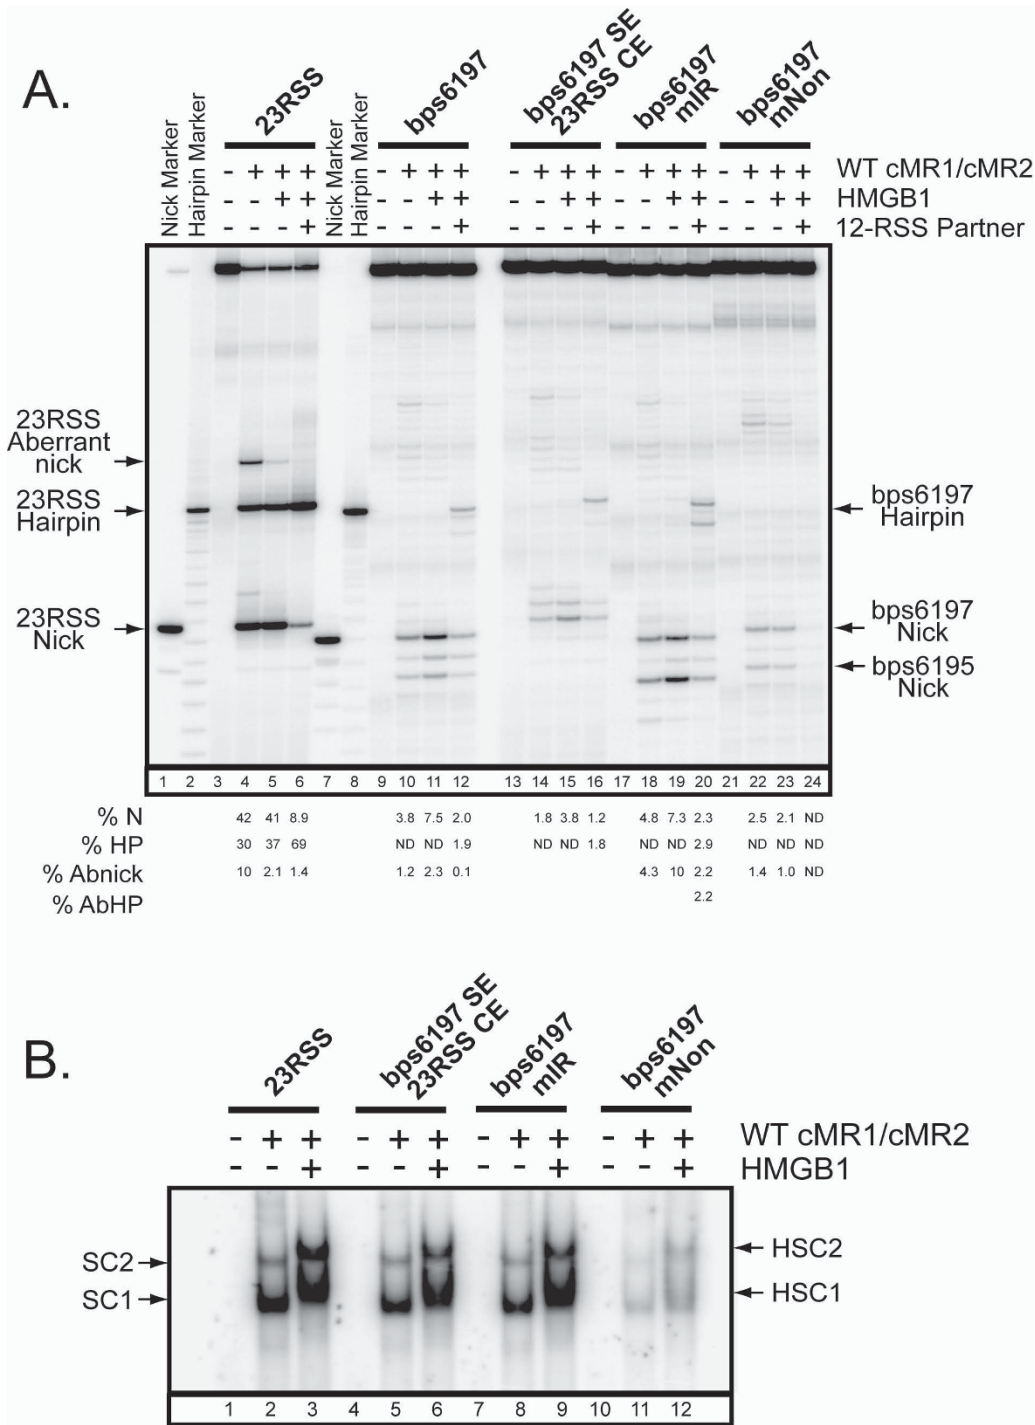 A.
23RSS
bps6197
bps6197 SE
23RSS CE
bps6197
mIR
bps6197
mNon
Nick Marker
Hairpin Marker
Nick Marker
Hairpin Marker
- + + + - + + + - + + + - + + + - + + + WT cMR1/cMR2
- - + + - - + + - - + + - - + + - - + + HMGB1
- - - + - - - + - - - + - - - + - - - + 12-RSS Partner
23RSS
Aberrant
nick
23RSS
Hairpin
23RSS
Nick
bps6197
Hairpin
bps6197
Nick
bps6195
Nick
1 2 3 4 5 6 7 8 9 10 11 12 13 14 15 16 17 18 19 20 21 22 23 24
% N 42 41 8.9 3.8 7.5 2.0 1.8 3.8 1.2 4.8 7.3 2.3 2.5 2.1 ND
% HP 30 37 69 ND ND 1.9 ND ND 1.8 ND ND 2.9 ND ND ND
% Abnick 10 2.1 1.4 1.2 2.3 0.1 4.3 10 2.2 1.4 1.0 ND
% AbHP 2.2
B.
23RSS
bps6197 SE
23RSS CE
bps6197
mIR
bps6197
mNon
- + + - + + - + + - + + WT cMR1/cMR2
- - + - - + - - + - - + HMGB1
SC2
SC1
HSC2
HSC1
1 2 3 4 5 6 7 8 9 10 11 12